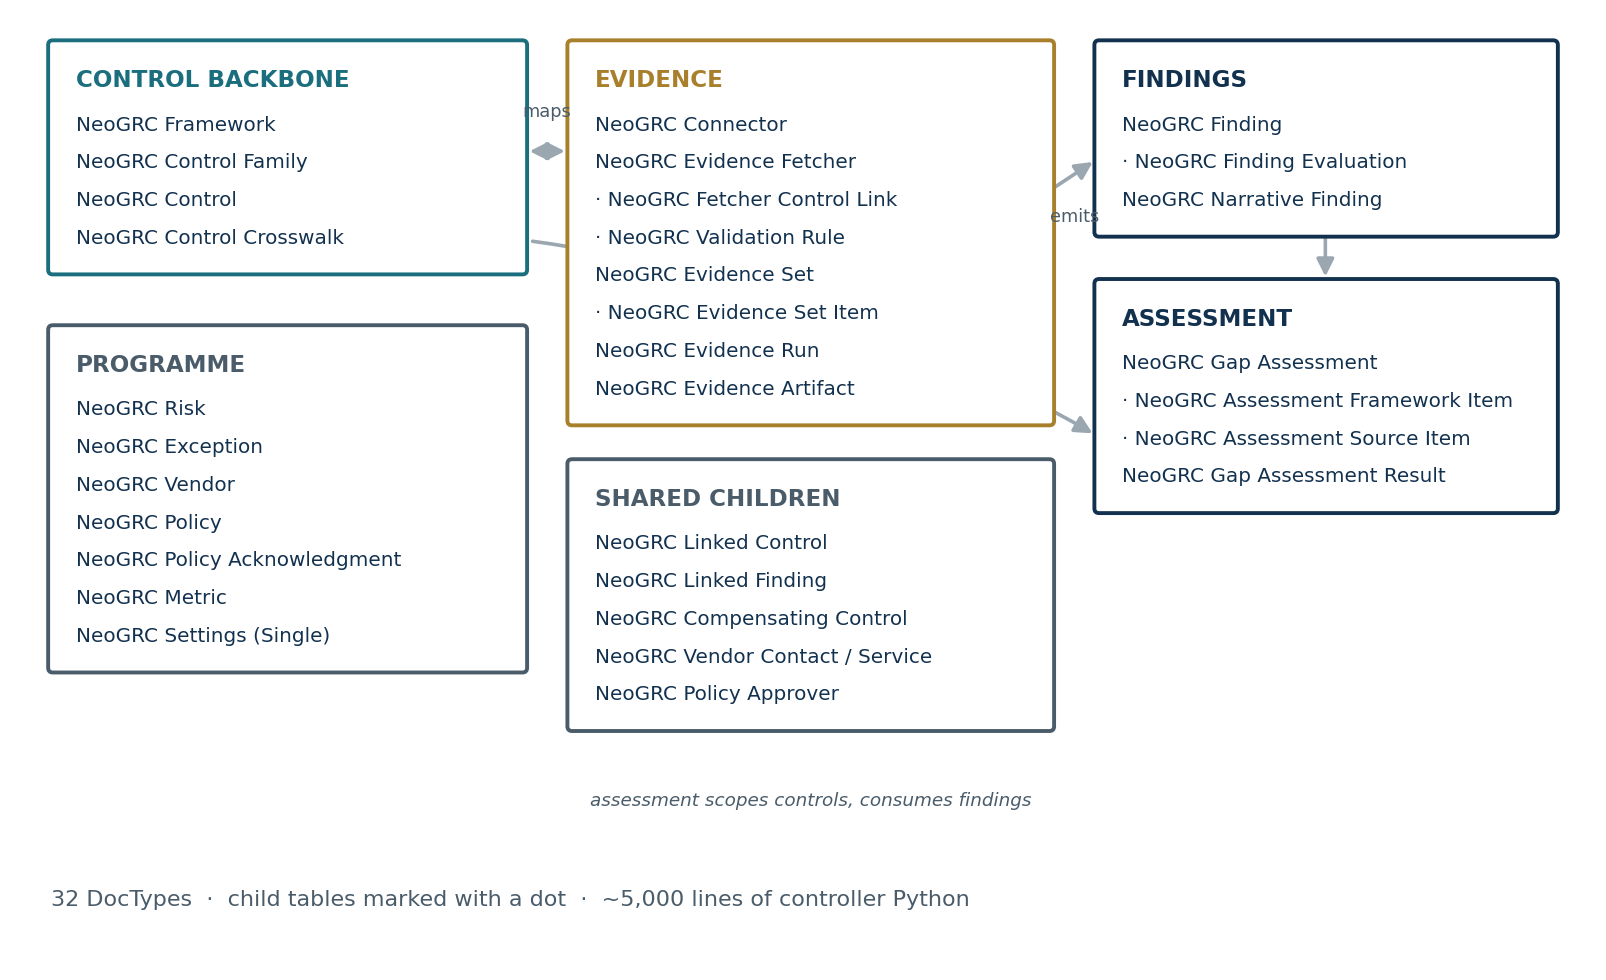 CONTROL BACKBONE
NeoGRC Framework
NeoGRC Control Family
NeoGRC Control
NeoGRC Control Crosswalk
maps
EVIDENCE
NeoGRC Connector
NeoGRC Evidence Fetcher
· NeoGRC Fetcher Control Link
· NeoGRC Validation Rule
NeoGRC Evidence Set
· NeoGRC Evidence Set Item
NeoGRC Evidence Run
NeoGRC Evidence Artifact
emits
FINDINGS
NeoGRC Finding
· NeoGRC Finding Evaluation
NeoGRC Narrative Finding
ASSESSMENT
NeoGRC Gap Assessment
· NeoGRC Assessment Framework Item
· NeoGRC Assessment Source Item
NeoGRC Gap Assessment Result
PROGRAMME
NeoGRC Risk
NeoGRC Exception
NeoGRC Vendor
NeoGRC Policy
NeoGRC Policy Acknowledgment
NeoGRC Metric
NeoGRC Settings (Single)
SHARED CHILDREN
NeoGRC Linked Control
NeoGRC Linked Finding
NeoGRC Compensating Control
NeoGRC Vendor Contact / Service
NeoGRC Policy Approver
assessment scopes controls, consumes findings
32 DocTypes · child tables marked with a dot · ~5,000 lines of controller Python